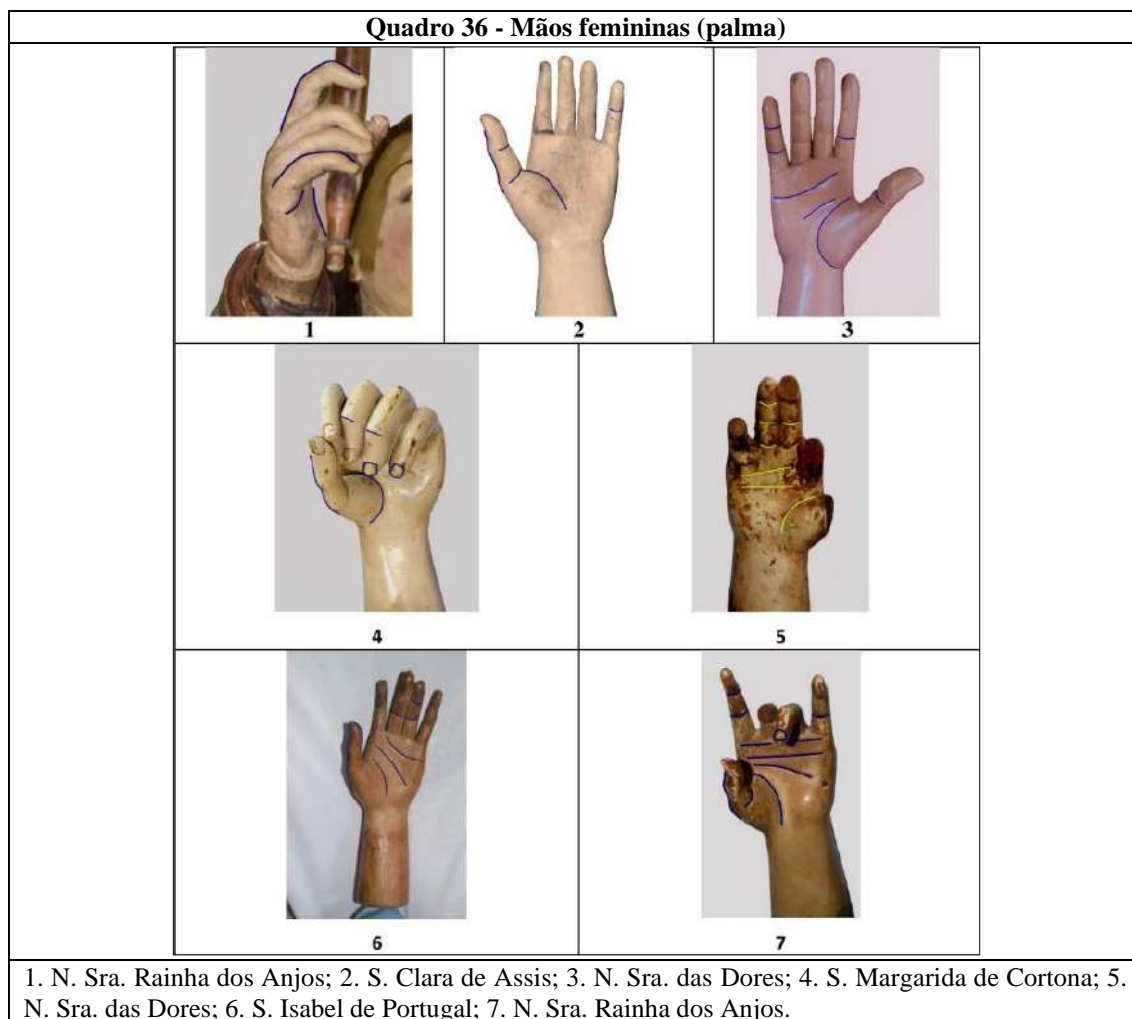 Quadro 36 - Mãos femininas (palma)
1
2
3
4
5
6
7
1. N. Sra. Rainha dos Anjos; 2. S. Clara de Assis; 3. N. Sra. das Dores; 4. S. Margarida de Cortona; 5.
N. Sra. das Dores; 6. S. Isabel de Portugal; 7. N. Sra. Rainha dos Anjos.